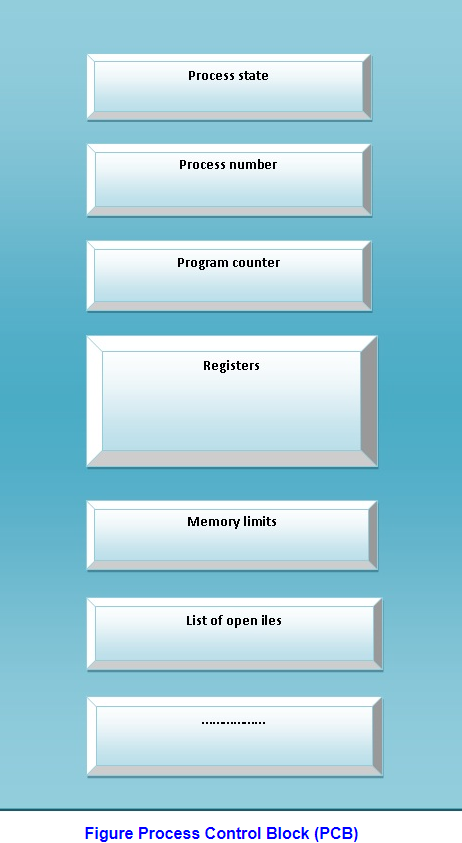 Process state
Process number
Program counter
Registers
Memory limits
List of open iles
..................
Figure Process Control Block (PCB)